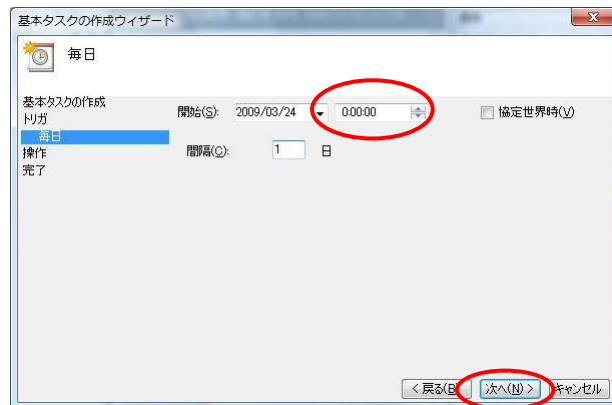 基本タスクの作成ウィザード
毎日
基本タスクの作成
トリガ
毎日
操作
完了
開始(S): 2009/03/24 0:00:00 協定世界時(V)
間隔(C): 1 日
< 戻る(B) 次へ(N) > キャンセル